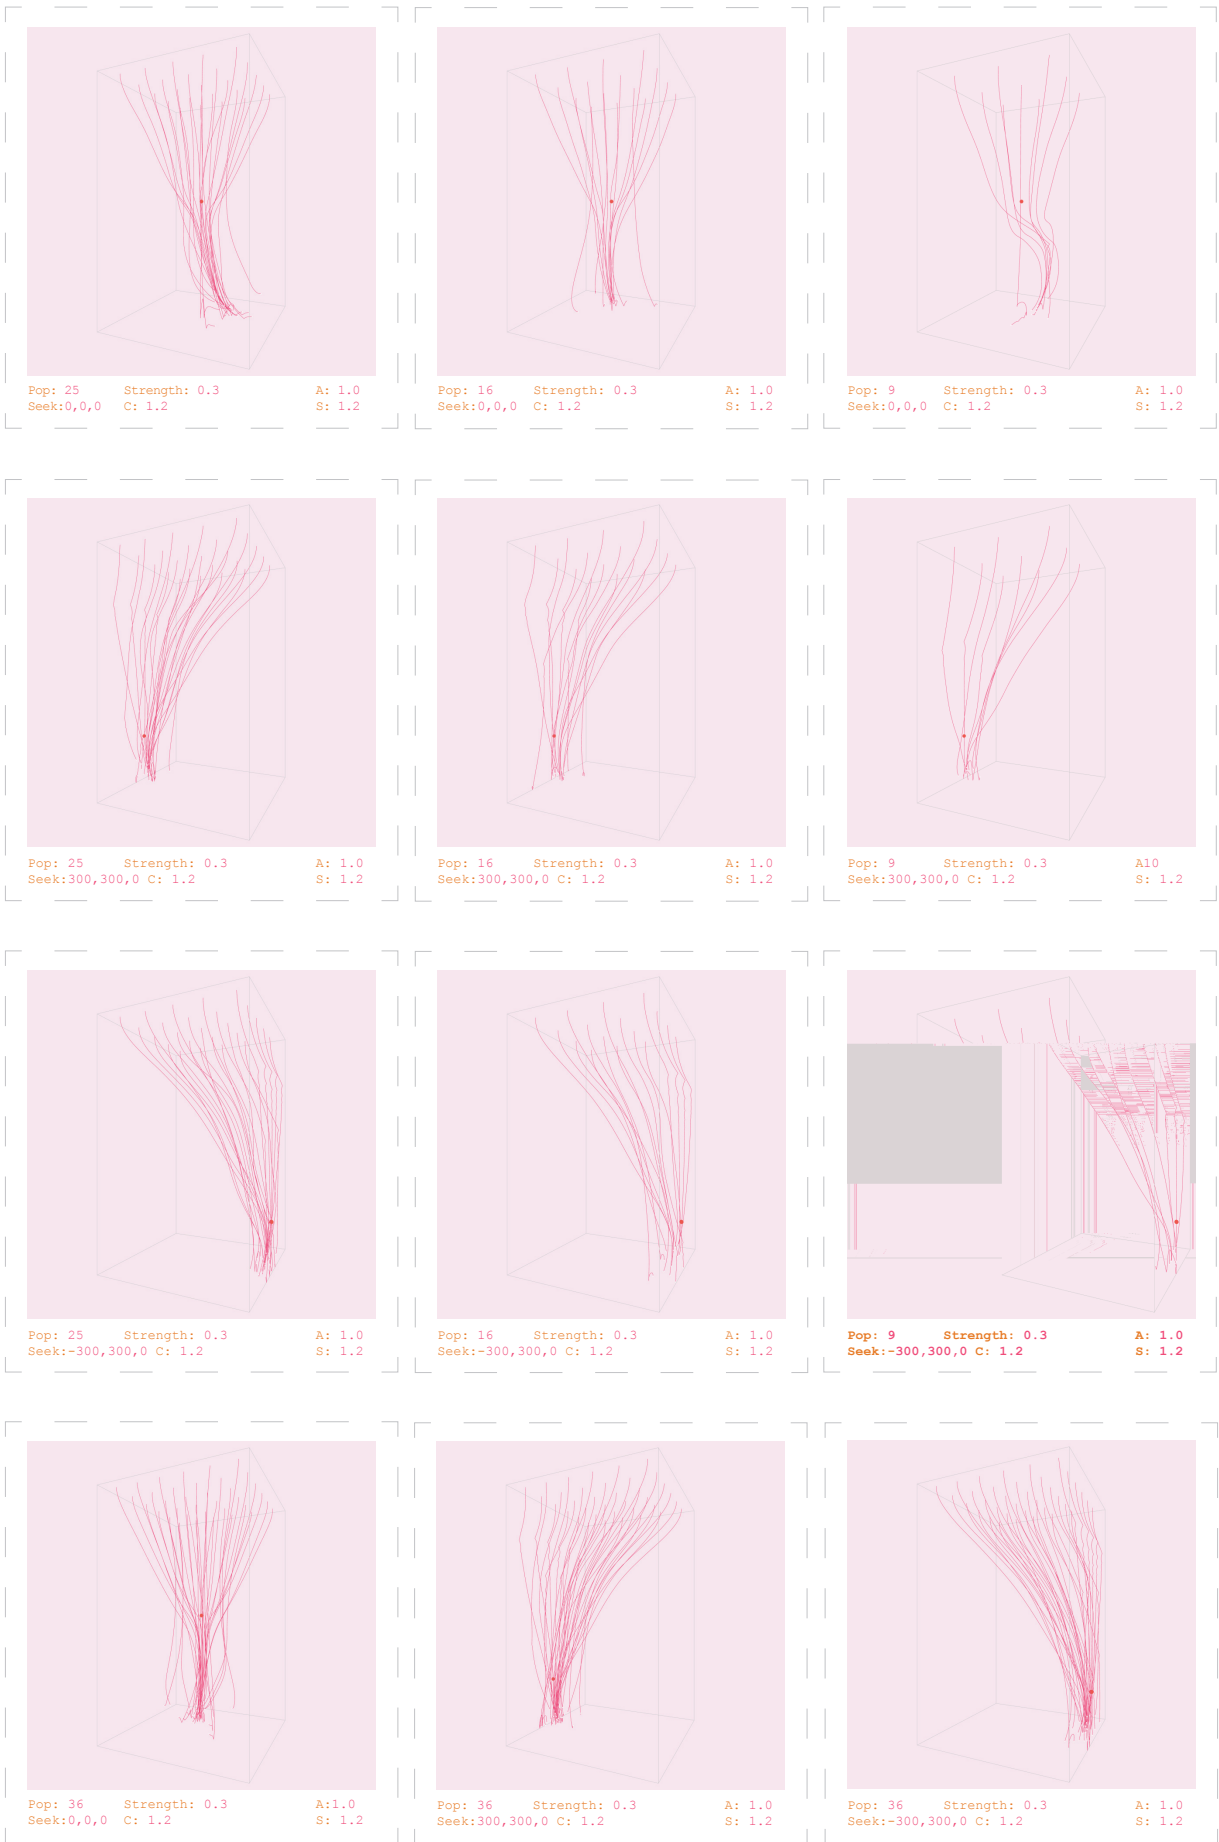 Pop: 25 Strength: 0.3 A: 1.0
Seek:0,0,0 C: 1.2 S: 1.2
Pop: 16 Strength: 0.3 A: 1.0
Seek:0,0,0 C: 1.2 S: 1.2
Pop: 9 Strength: 0.3 A: 1.0
Seek:0,0,0 C: 1.2 S: 1.2
Pop: 25 Strength: 0.3 A: 1.0
Seek:300,300,0 C: 1.2 S: 1.2
Pop: 16 Strength: 0.3 A: 1.0
Seek:300,300,0 C: 1.2 S: 1.2
Pop: 9 Strength: 0.3 A10
Seek:300,300,0 C: 1.2 S: 1.2
Pop: 25 Strength: 0.3 A: 1.0
Seek:-300,300,0 C: 1.2 S: 1.2
Pop: 16 Strength: 0.3 A: 1.0
Seek:-300,300,0 C: 1.2 S: 1.2
Pop: 9 Strength: 0.3 A: 1.0
Seek:-300,300,0 C: 1.2 S: 1.2
Pop: 36 Strength: 0.3 A:1.0
Seek:0,0,0 C: 1.2 S: 1.2
Pop: 36 Strength: 0.3 A: 1.0
Seek:300,300,0 C: 1.2 S: 1.2
Pop: 36 Strength: 0.3 A: 1.0
Seek:-300,300,0 C: 1.2 S: 1.2